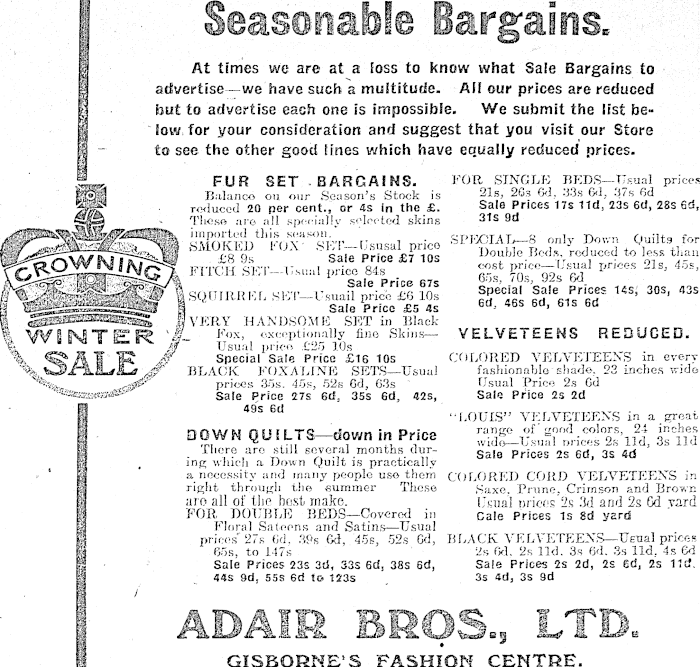 Seasonable Bargains.
At times we are at a loss to know what Sale Bargains to
advertise—we have such a multitude. All our prices are reduced
but to advertise each one is impossible. We submit the list be-
low for your consideration and suggest that you visit our Store
to see the other good lines which have equally reduced prices.
CROWNING
WINTER
SALE
FUR SET BARGAINS.
Balance on our Season's Stock is
reduced 20 per cent., or 4s in the £.
These are all specially selected skins
imported this season.
SMOKED FOX SET—Ususal price
£8 9s Sale Price £7 10s
FITCH SET—Usual price 84s
Sale Price 67s
SQUIRREL SET—Usuail price £6 10s
Sale Price £5 4s
VERY HANDSOME SET in Black
Fox, exceptionally fine Skins—
Usual price £25 10s
Special Sale Price £16 10s
BLACK FOXALINE SETS—Usual
prices 35s. 45s, 52s 6d, 63s
Sale Price 27s 6d, 35s 6d, 42s,
49s 6d
DOWN QUILTS—down in Price
There are still several months dur-
ing which a Down Quilt is practically
a necessity and many people use them
right through the summer These
are all of the best make.
FOR DOUBLE BEDS—Covered in
Floral Sateens and Satins—Usual
prices 27s 6d, 39s 6d, 45s, 52s 6d,
65s, to 147s
Sale Prices 23s 3d, 33s 6d, 38s 6d,
44s 9d, 55s 6d to 123s
FOR SINGLE BEDS—Usual prices
21s, 26s 6d, 33s 6d, 37s 6d
Sale Prices 17s 11d, 23s 6d, 28s 6d,
31s 9d
SPECIAL—8 only Down Quilts for
Double Beds, reduced to less than
cost price—Usual prices 21s, 45s,
65s, 70s, 92s 6d
Special Sale Prices 14s, 30s, 43s
6d, 46s 6d, 61s 6d
VELVETEENS REDUCED.
COLORED VELVETEENS in every
fashionable shade. 23 inches wide
Usual Price 2s 6d
Sale Price 2s 2d
"LOUIS" VELVETEENS in a great
range of good colors, 24 inches
wide—Usual prices 2s 11d, 3s 11d
Sale Prices 2s 6d, 3s 4d
COLORED CORD VELVETEENS in
Saxe, Prune, Crimson and Brown
Usual prices 2s 3d and 2s 6d yard
Gale Prices 1s 8d yard
BLACK VELVETEENS—Usual prices
2s 6d. 2s 11d. 3s 6d. 3s 11d, 4s 6d
Sale Prices 2s 2d, 2s 6d, 2s 11d.
3s 4d, 3s 9d
ADAIR BROS., LTD.
GISBORNE'S FASHION CENTRE.